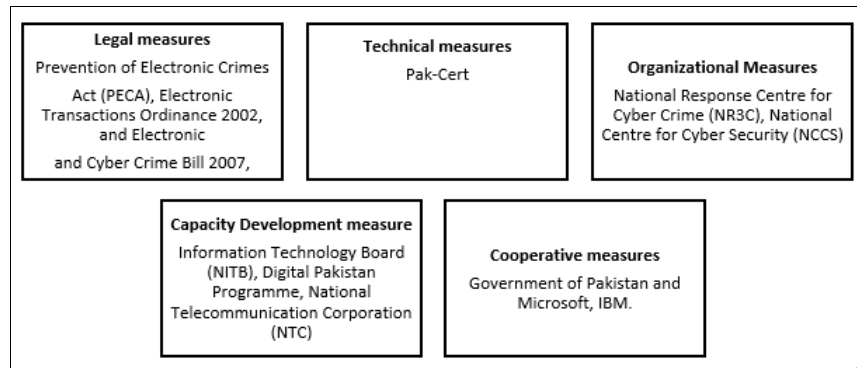 Legal measures
Prevention of Electronic Crimes
Act (PECA), Electronic
Transactions Ordinance 2002,
and Electronic
and Cyber Crime Bill 2007,
Technical measures
Pak-Cert
Organizational Measures
National Response Centre for
Cyber Crime (NR3C), National
Centre for Cyber Security (NCCS)
Capacity Development measure
Information Technology Board
(NITB), Digital Pakistan
Programme, National
Telecommunication Corporation
(NTC)
Cooperative measures
Government of Pakistan and
Microsoft, IBM.